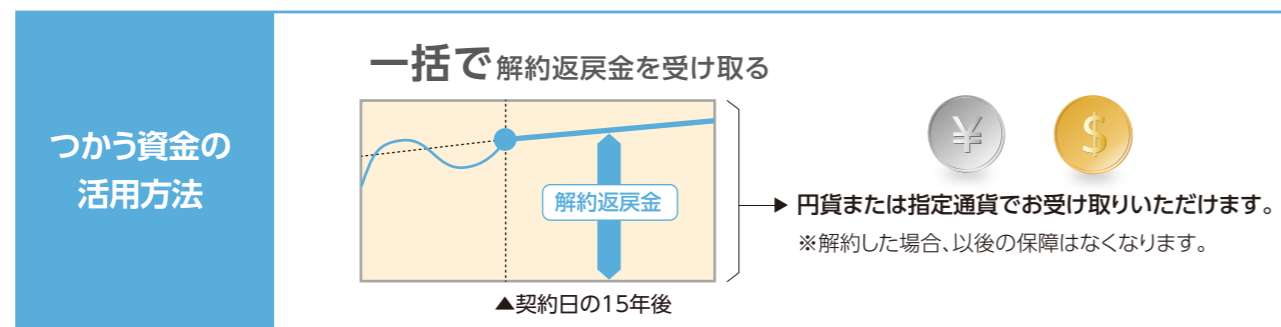 つかう資金の
活用方法
一括で解約返戻金を受け取る
解約返戻金
▲契約日の15年後
¥ $
▶ 円貨または指定通貨でお受け取りいただけます。
※解約した場合、以後の保障はなくなります。